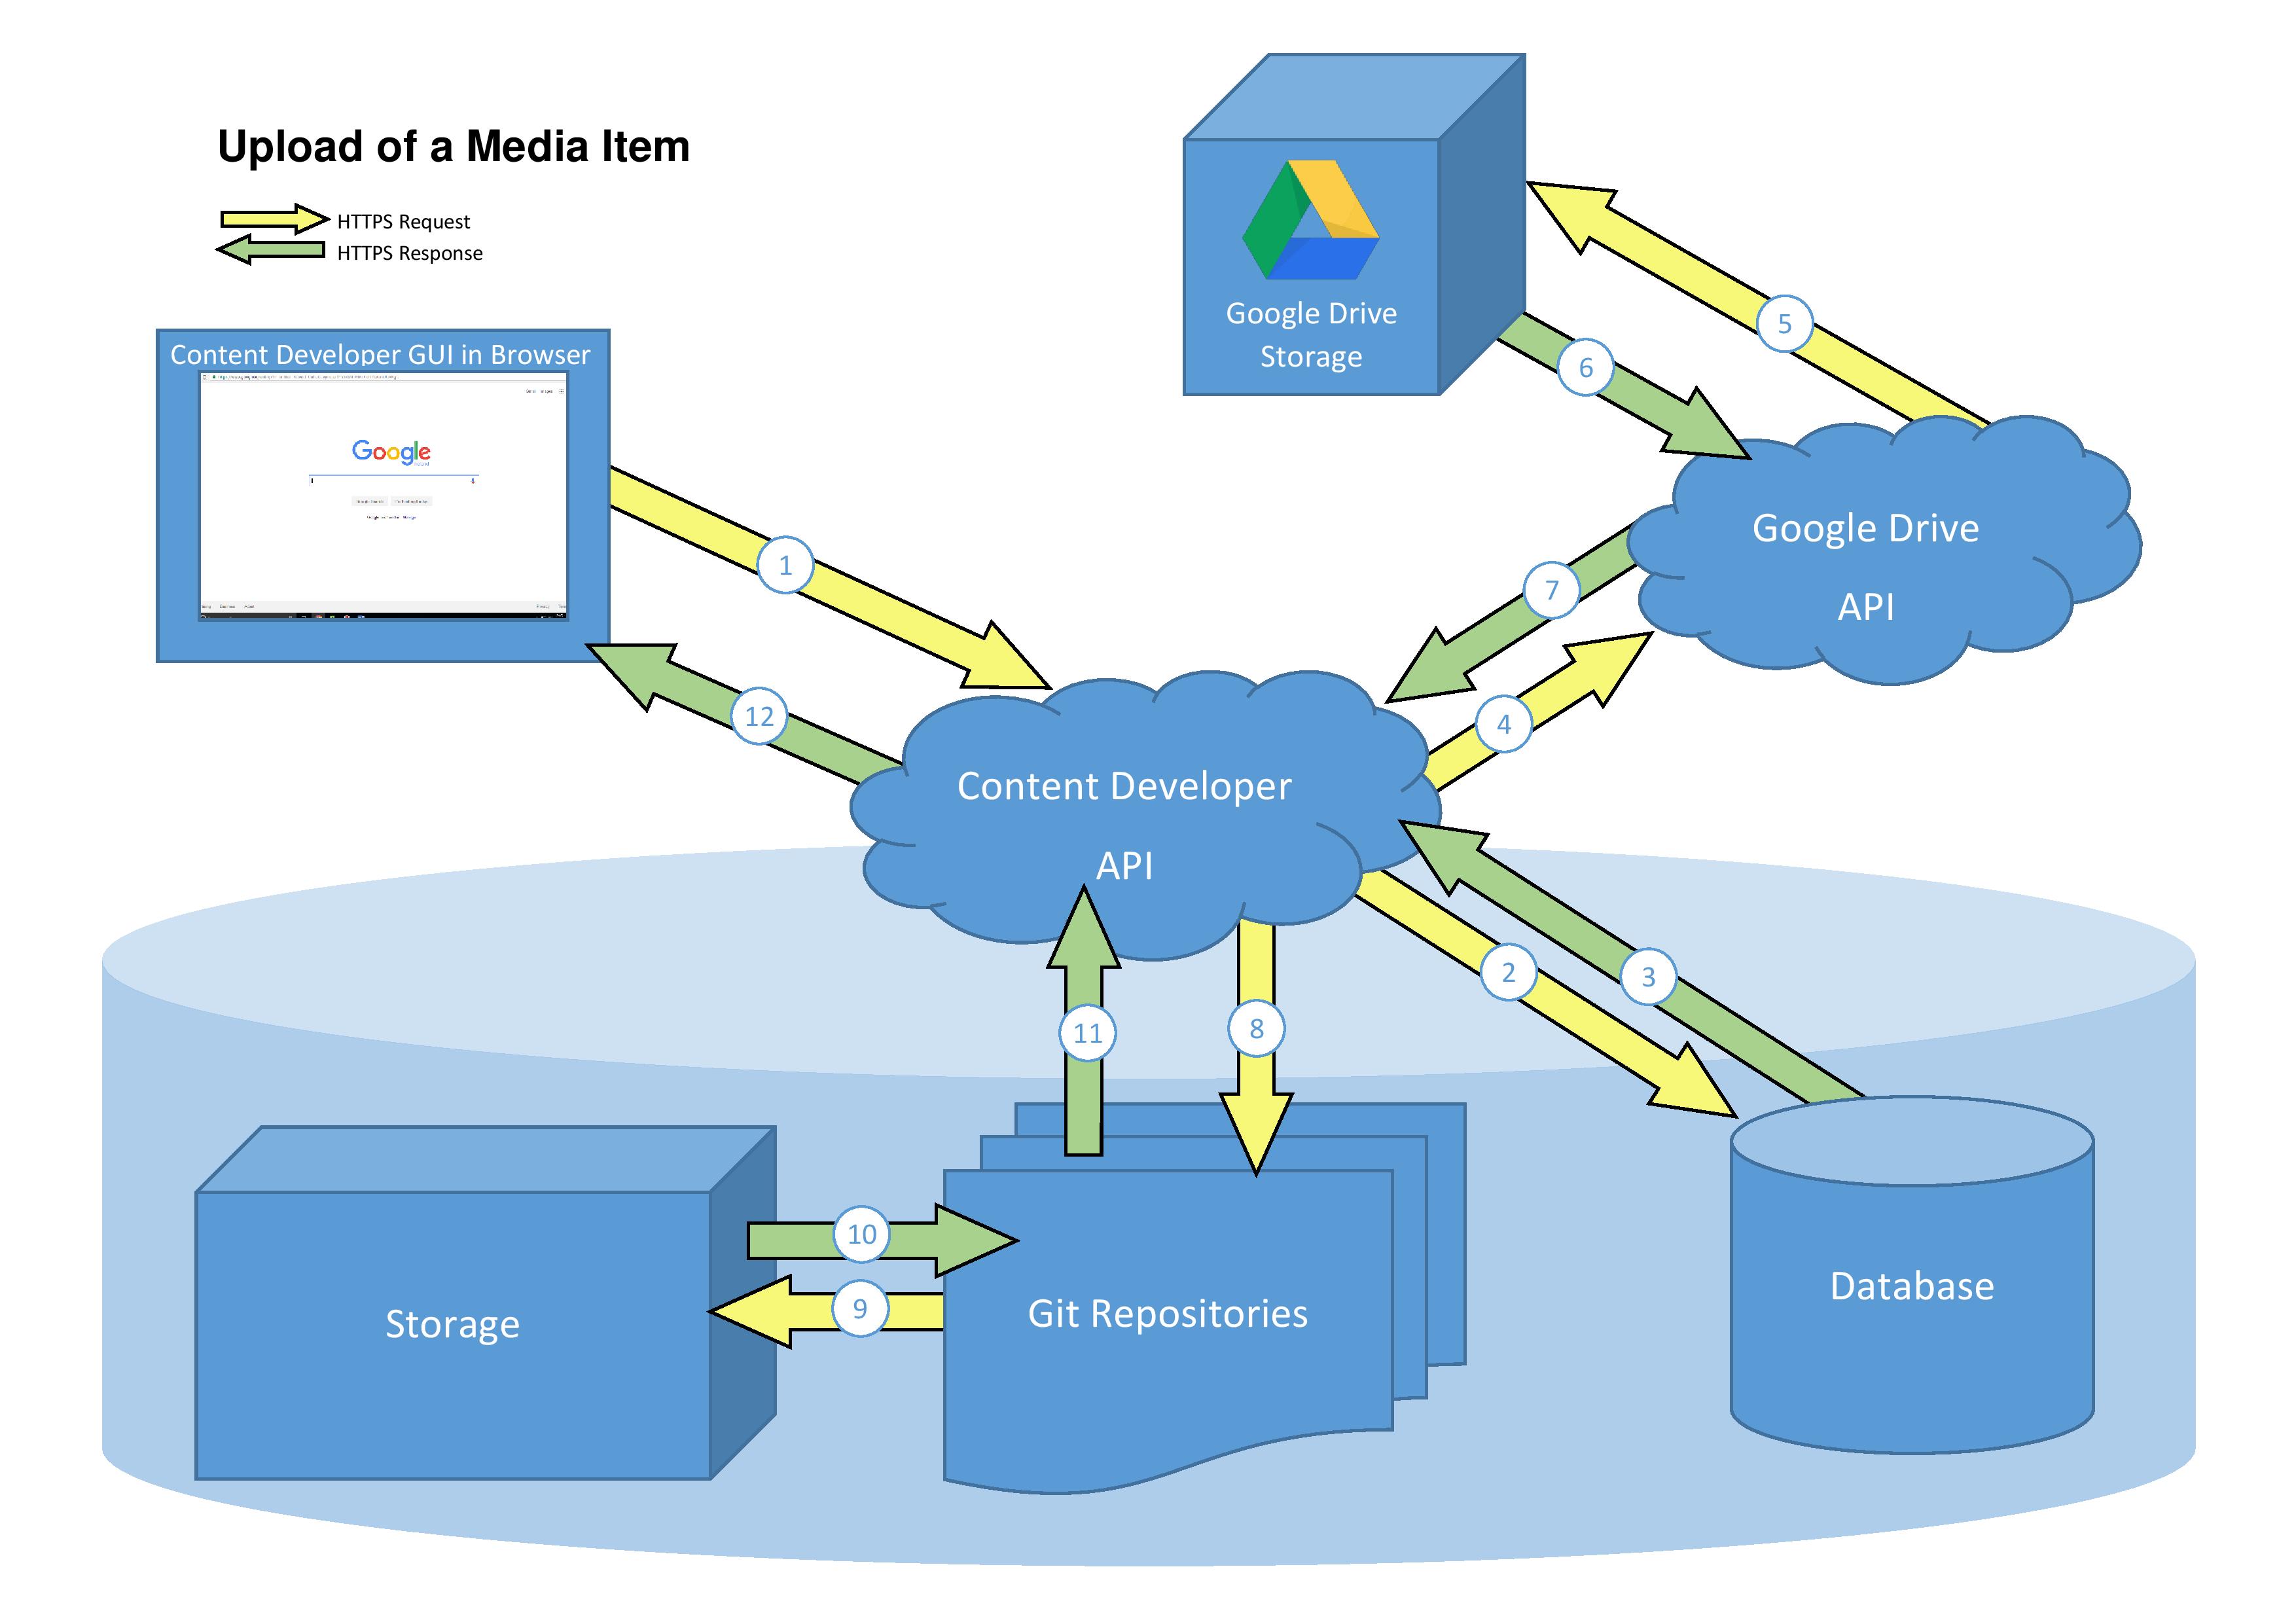 Upload of a Media Item
HTTPS Request
HTTPS Response
Google Drive
Storage
Content Developer GUI in Browser
Google
5
6
1
Google Drive
API
7
12
4
Content Developer
API
2
3
11
8
10
9
Storage
Git Repositories
Database